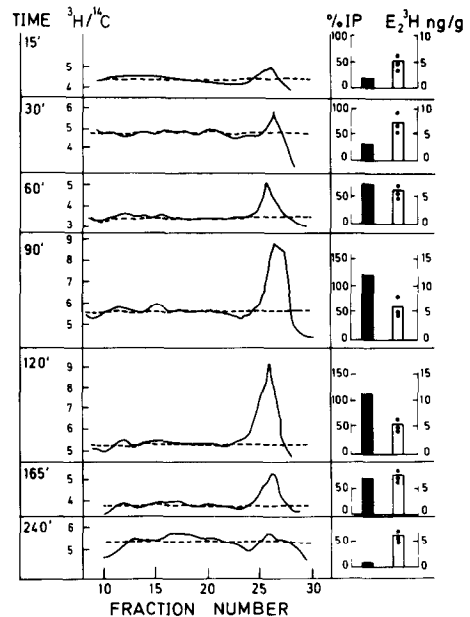 TIME ³H/¹⁴C % IP E₂³H ng/g
15' 5 4 100 50 0 10 5 0
30' 6 5 4 100 50 0 10 5 0
60' 5 4 3 50 0 5 0
90' 9 8 7 6 5 150 100 50 0 15 10 5 0
120' 9 8 7 6 5 150 100 50 0 15 10 5 0
165' 5 4 50 0 5 0
240' 6 5 50 0 5 0
10 15 20 25 30
FRACTION NUMBER